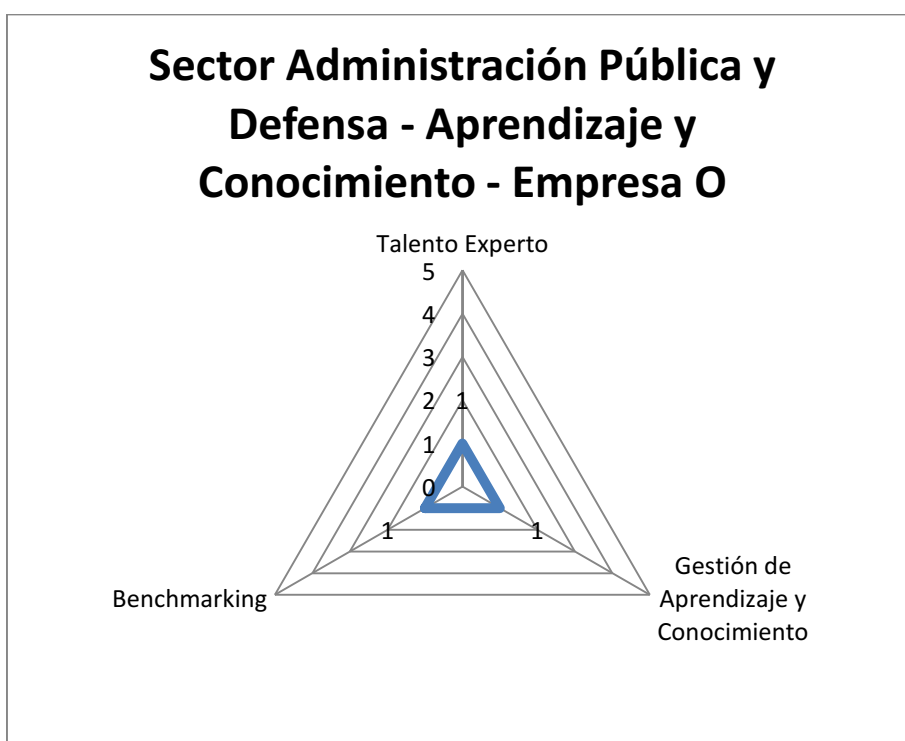 Sector Administración Pública y
Defensa - Aprendizaje y
Conocimiento - Empresa O
Talento Experto
5
4
3
2 1
1
0
1 1
Gestión de
Benchmarking Aprendizaje y
Conocimiento